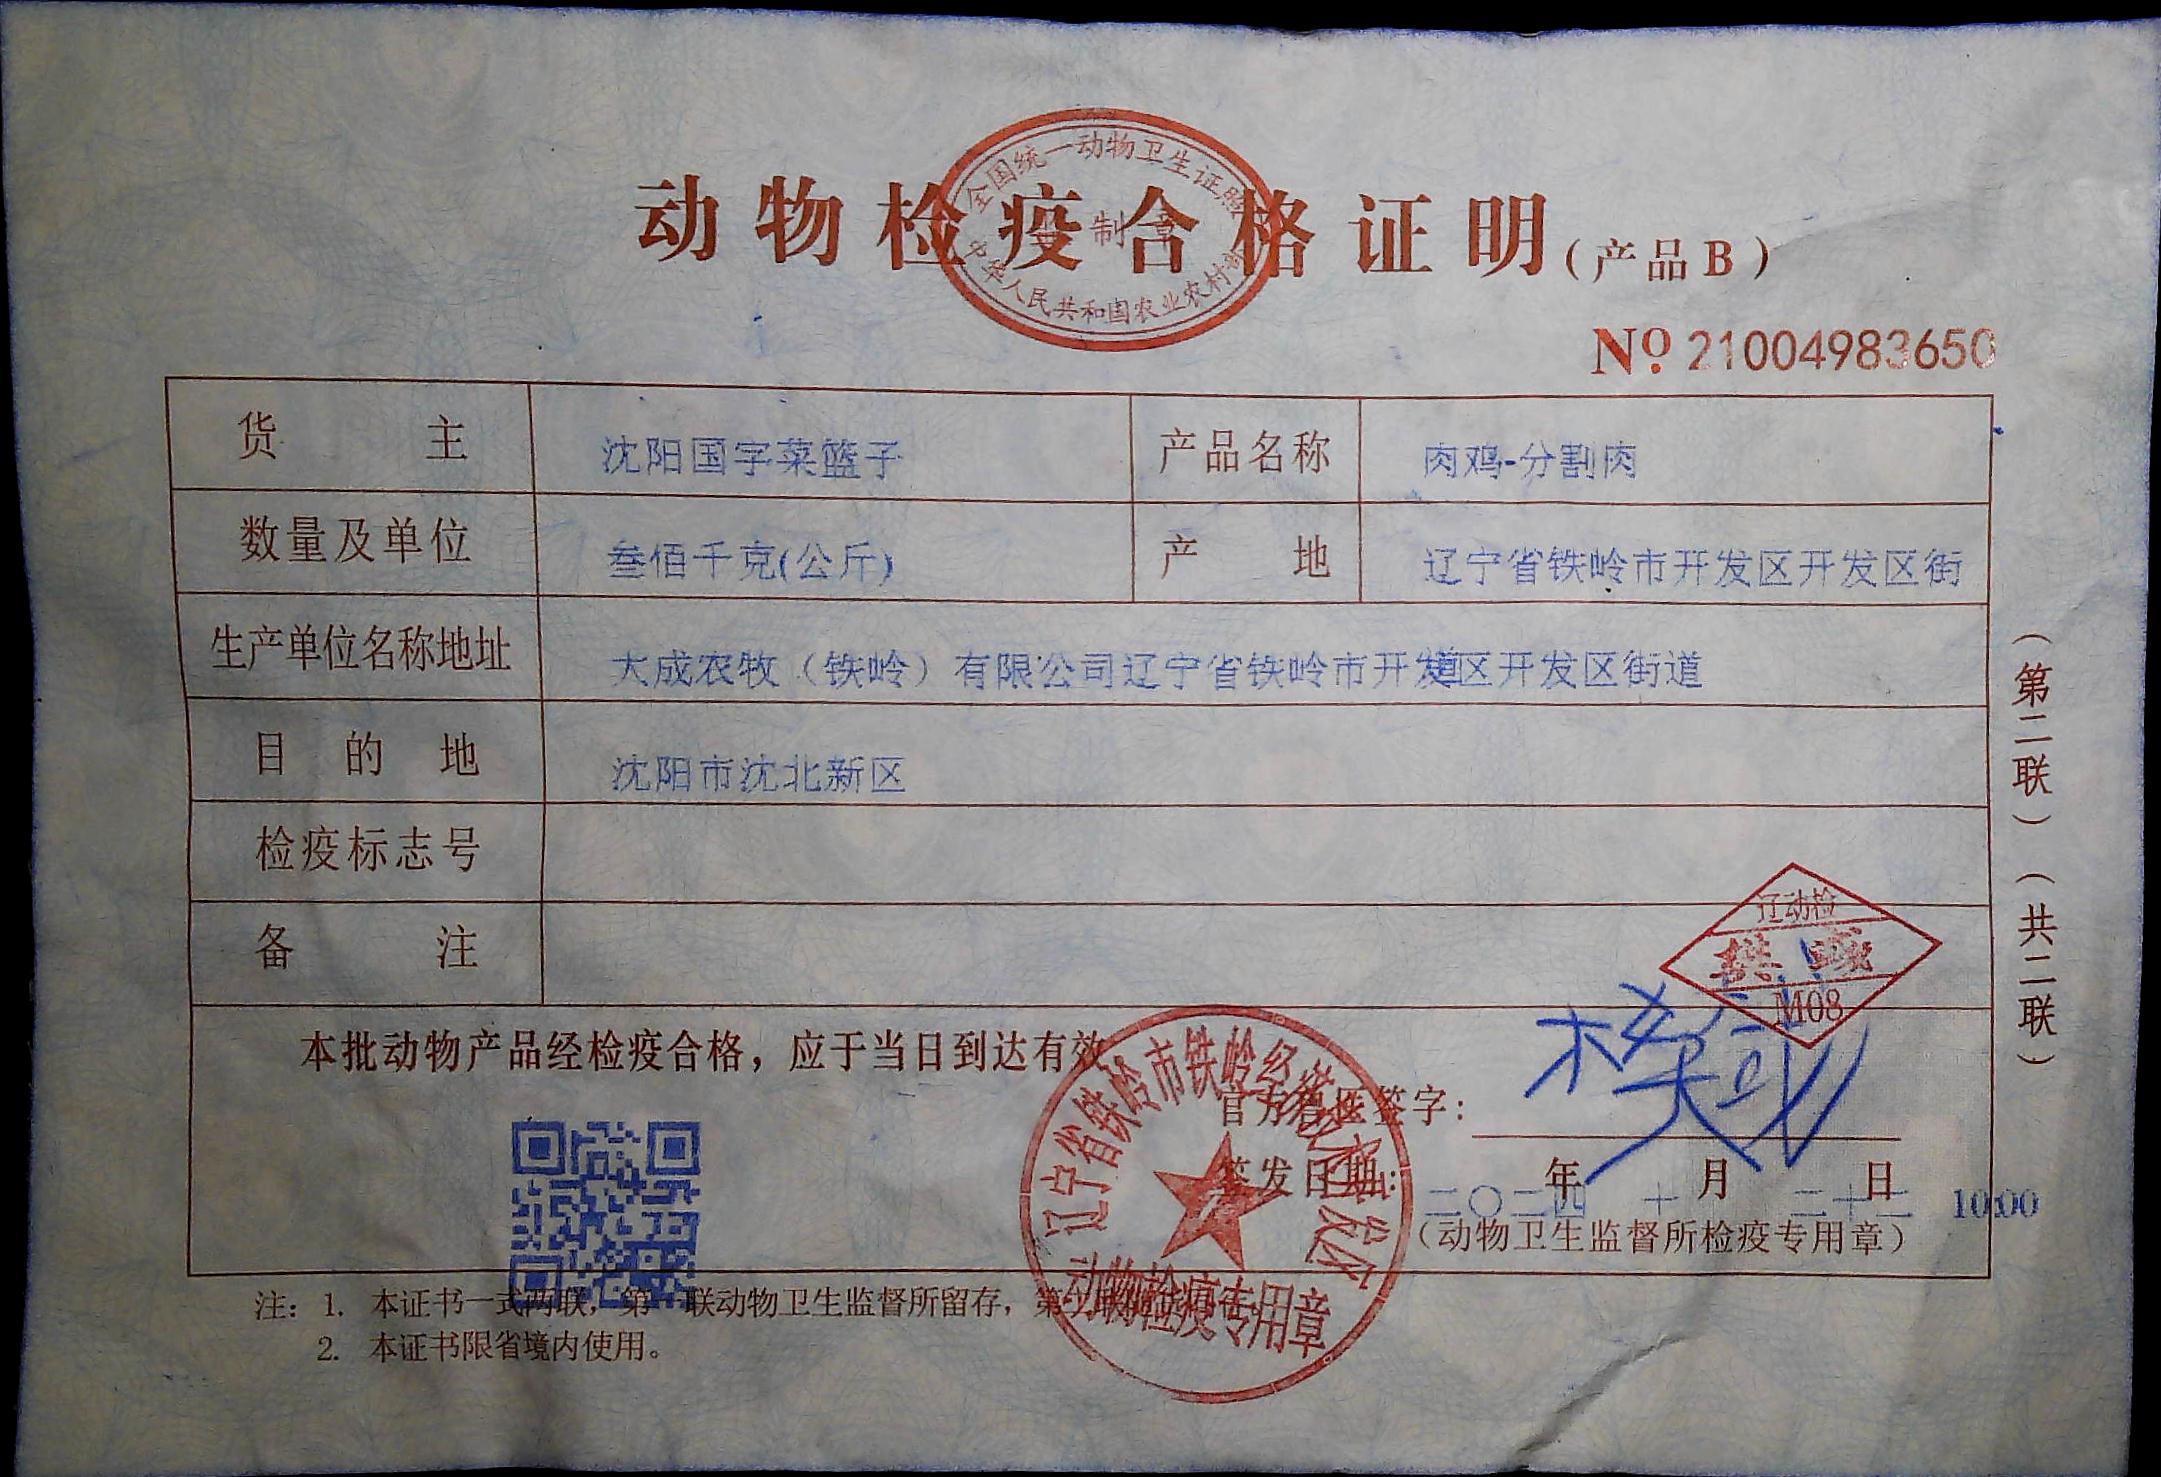 动物检疫合格证明(产品B)
全国统一动物卫生证照
监制章
中华人民共和国农业农村部
№ 21004983650
货主 沈阳国字菜篮子 产品名称 肉鸡-分割肉
数量及单位 叁佰千克(公斤) 产地 辽宁省铁岭市开发区开发区街
道
生产单位名称地址 大成农牧（铁岭）有限公司辽宁省铁岭市开发区开发区街道
目的地 沈阳市沈北新区
检疫标志号
备注
辽动检
M08
本批动物产品经检疫合格，应于当日到达有效
官方兽医签字：
签发日期： 二〇二四年 十月 二十二日 10:00
（动物卫生监督所检疫专用章）
辽宁省铁岭市铁岭经济技术开发区
动物检疫专用章
注：1. 本证书一式两联，第一联动物卫生监督所留存，第二联
2. 本证书限省境内使用。
（第二联）（共二联）